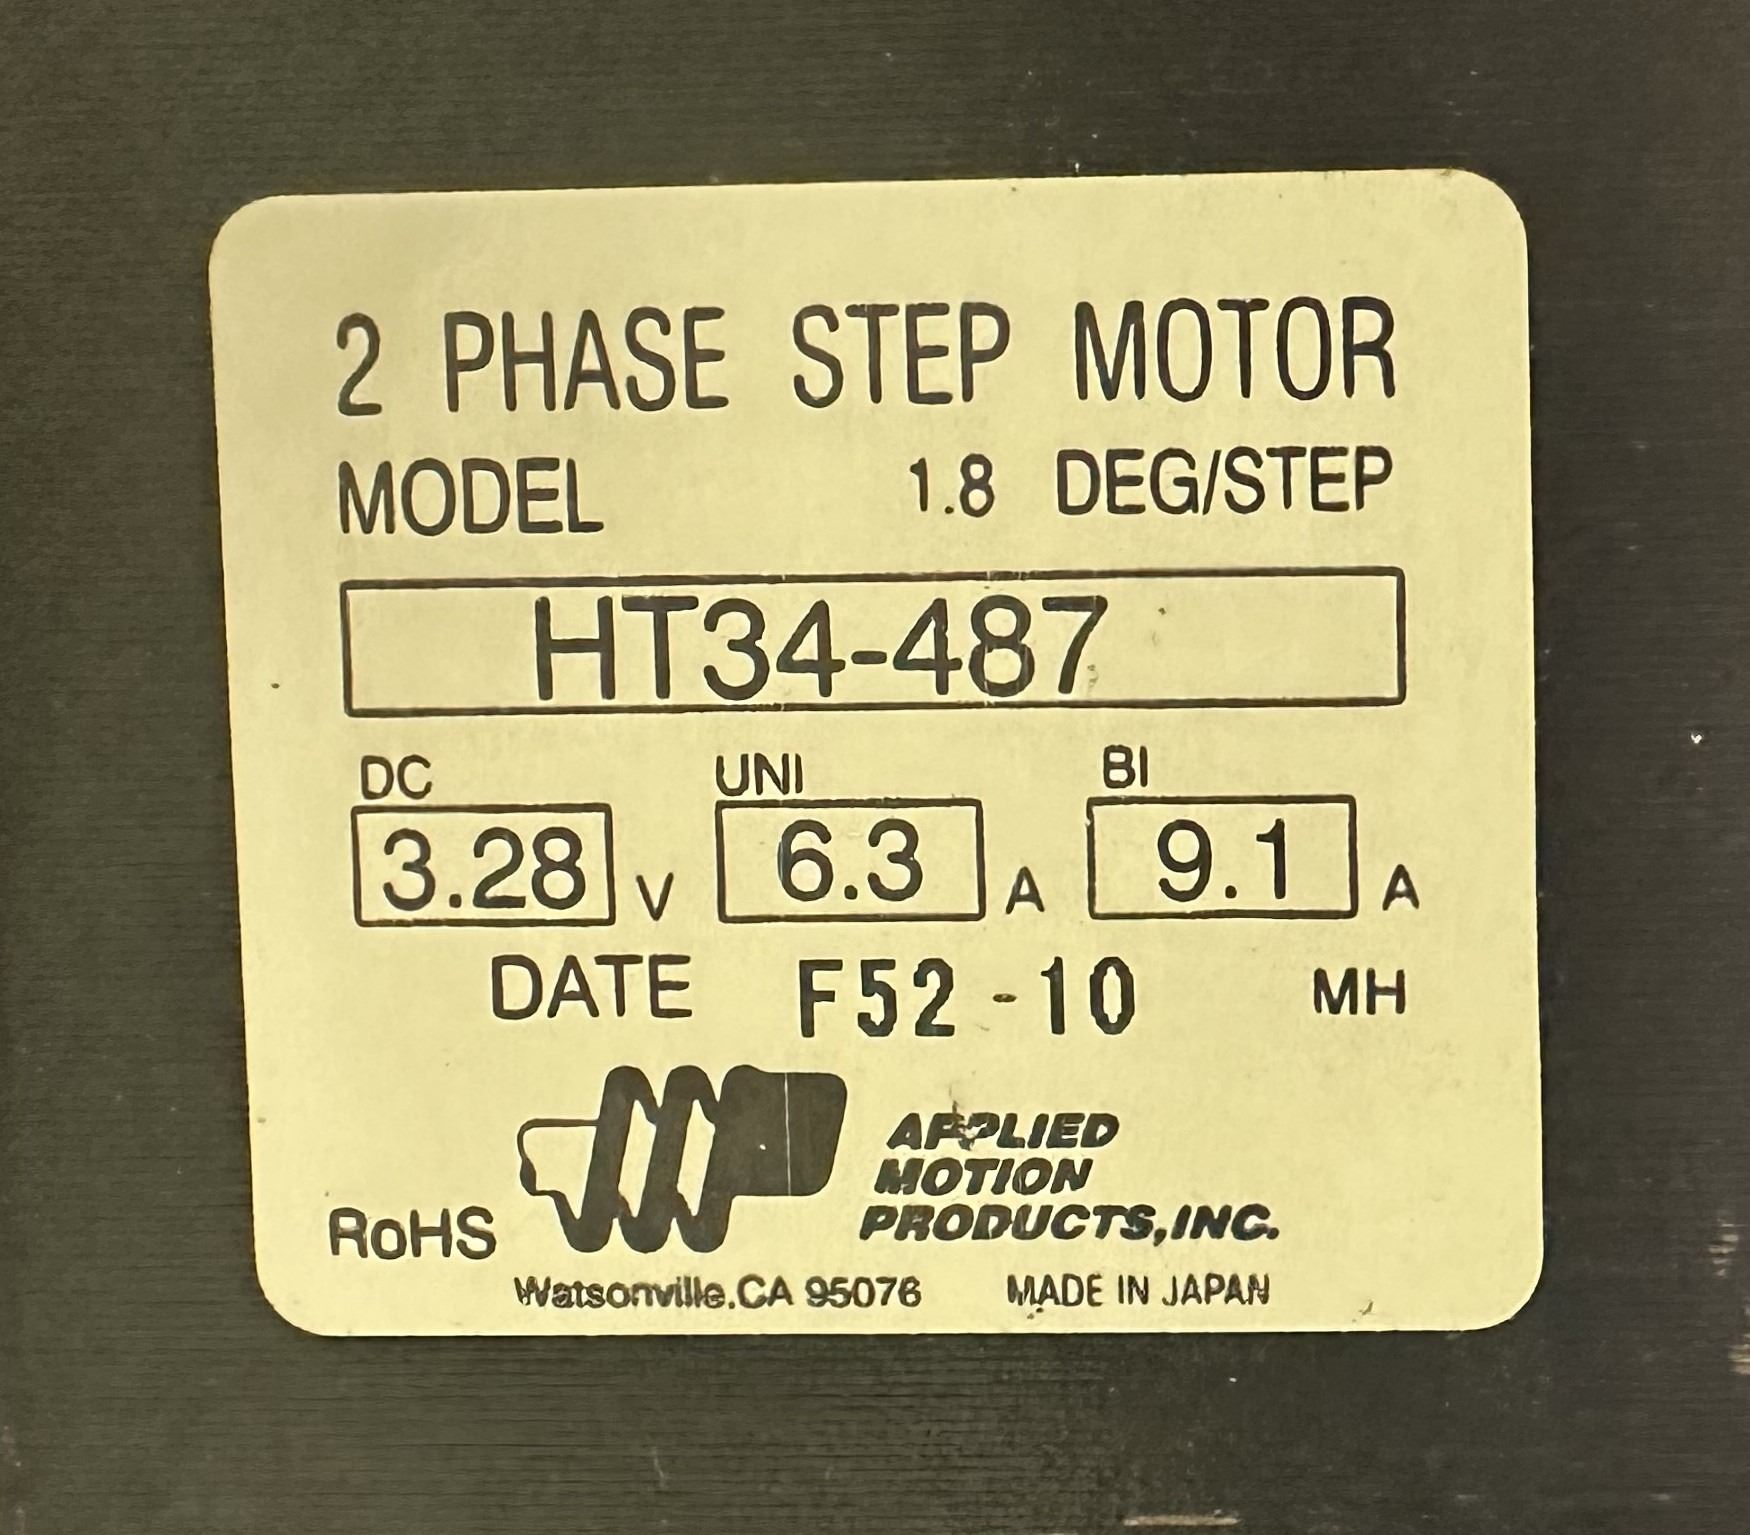 2 PHASE STEP MOTOR
MODEL 1.8 DEG/STEP
HT34-487
DC UNI BI
3.28 V 6.3 A 9.1 A
DATE F52-10 MH
APPLIED
MOTION
RoHS PRODUCTS,INC.
Watsonville.CA 95076 MADE IN JAPAN